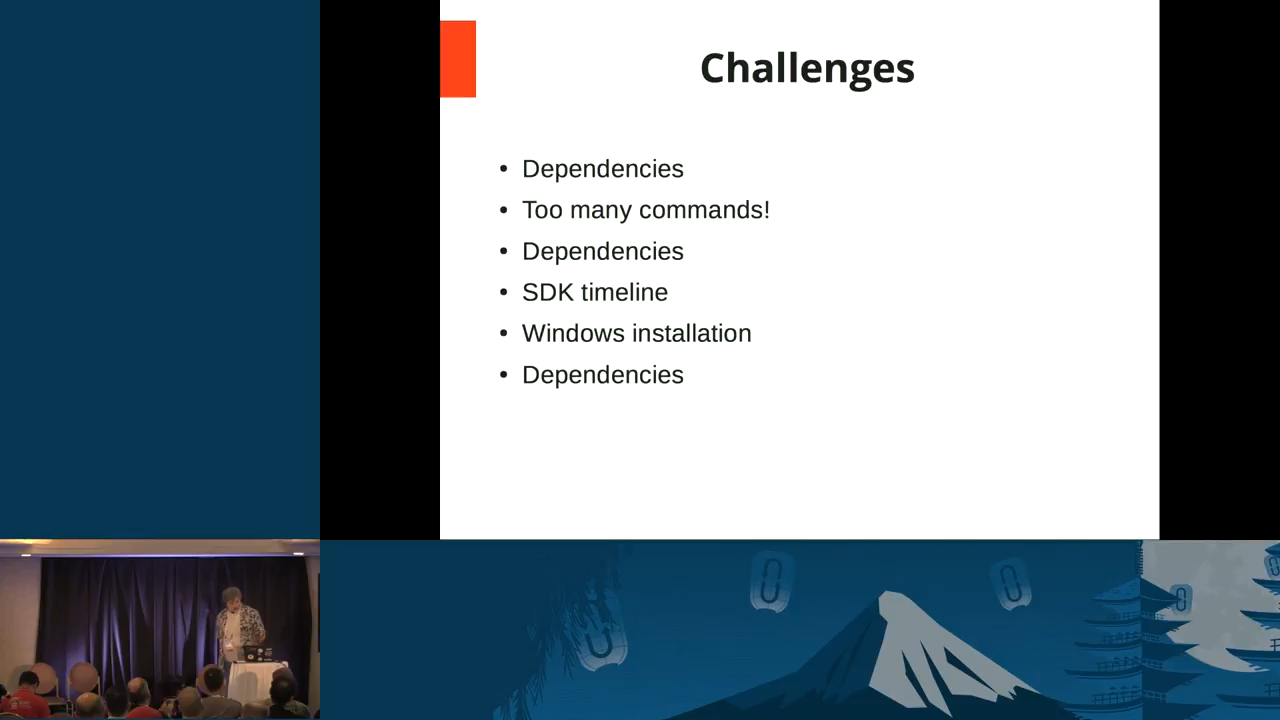 Challenges
• Dependencies
• Too many commands!
• Dependencies
• SDK timeline
• Windows installation
• Dependencies